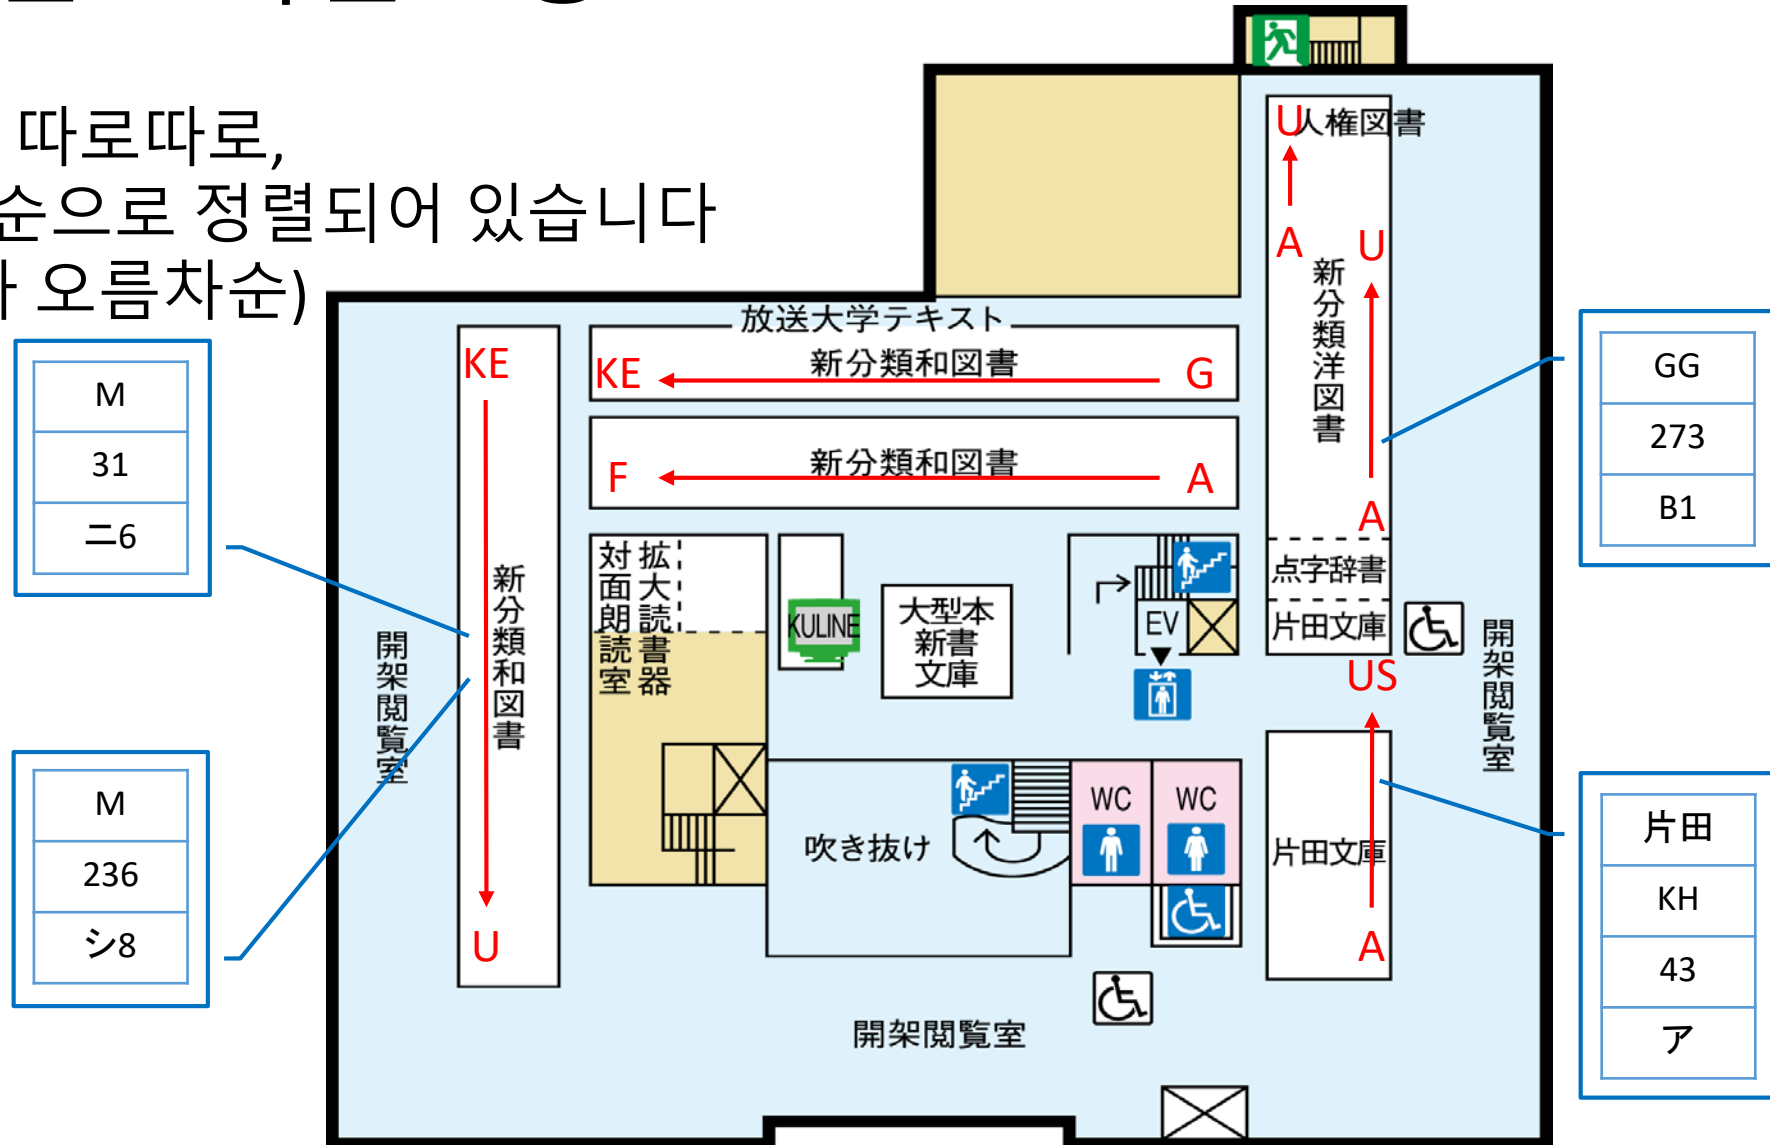 따로따로,
순으로 정렬되어 있습니다
오름차순)
M
31
ニ6
M
236
シ8
KE
新分類和図書
U
開架閲覧室
放送大学テキスト
新分類和図書
KE
G
新分類和図書
F
A
対面朗読室
拡大読書器
KULINE
大型本
新書
文庫
EV
吹き抜け
WC
WC
開架閲覧室
人権図書
U
A
U
新分類洋図書
A
点字辞書
片田文庫
US
片田文庫
A
開架閲覧室
GG
273
B1
片田
KH
43
ア